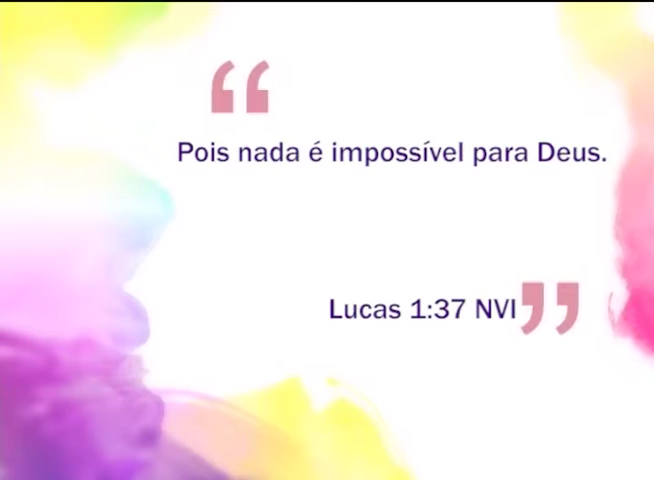 “
Pois nada é impossível para Deus.
Lucas 1:37 NVI”